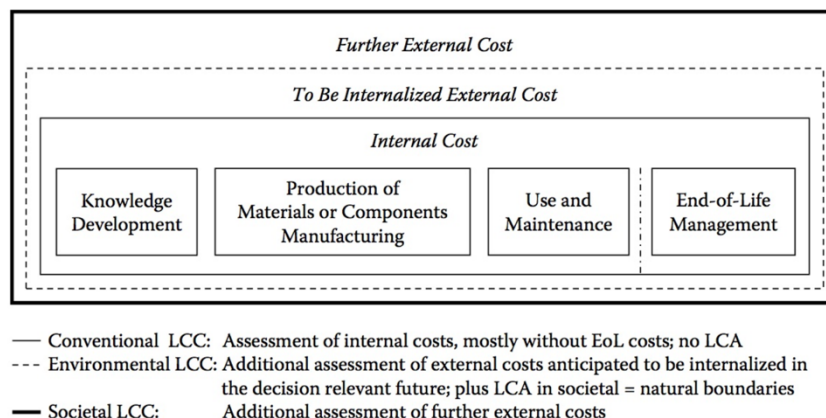 Further External Cost
To Be Internalized External Cost
Internal Cost
Knowledge
Development
Production of
Materials or Components
Manufacturing
Use and
Maintenance
End-of-Life
Management
Conventional LCC: Assessment of internal costs, mostly without EoL costs; no LCA
Environmental LCC: Additional assessment of external costs anticipated to be internalized in
the decision relevant future; plus LCA in societal = natural boundaries
Societal LCC: Additional assessment of further external costs